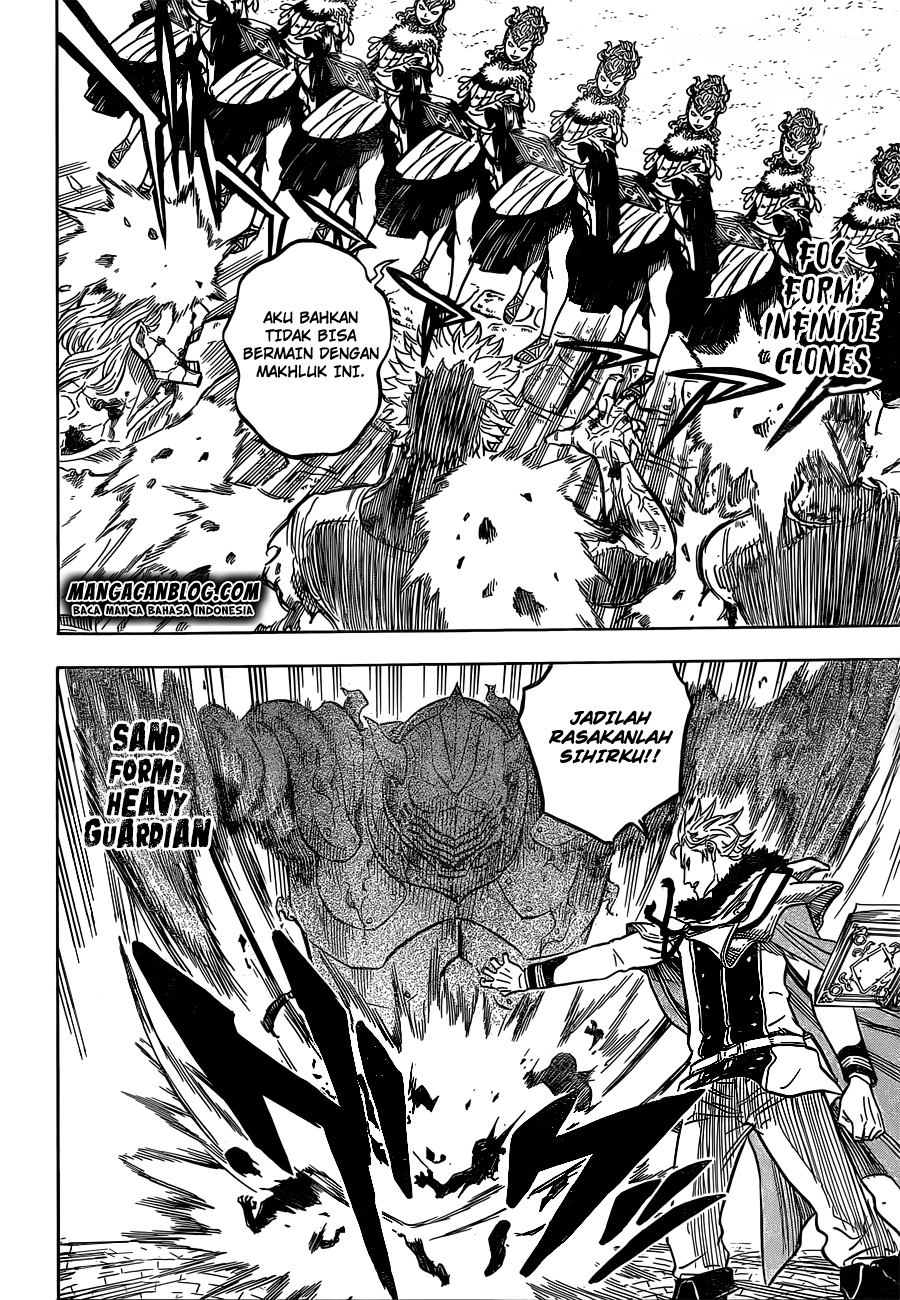 FOG
FORM:
INFINITE
CLONES
AKU BAHKAN
TIDAK BISA
BERMAIN DENGAN
MAKHLUK INI.
MANGACANBLOG.COM
BACA MANGA BAHASA INDONESIA
JADILAH
RASAKANLAH
SIHIRKU!!
SAND
FORM:
HEAVY
GUARDIAN